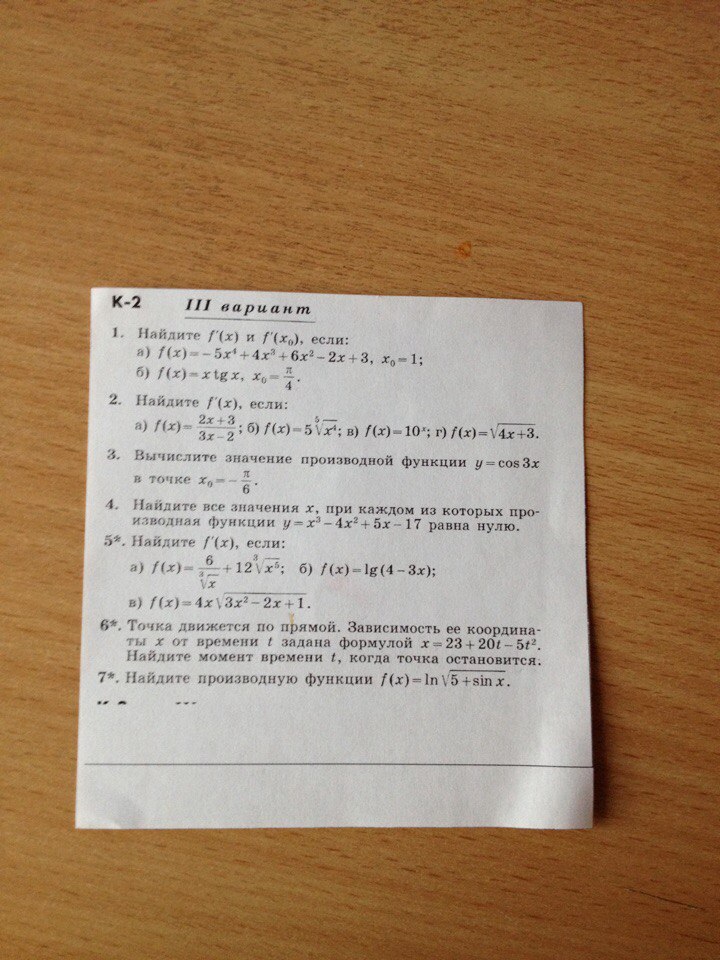 К-2 III вариант
1. Найдите f′(x) и f′(x₀), если:
а) f(x)=−5x⁴+4x³+6x²−2x+3, x₀=1;
б) f(x)=x tg x, x₀=π/4.
2. Найдите f′(x), если:
а) f(x)=(2x+3)/(3x−2); б) f(x)=5⁵√x⁴; в) f(x)=10ˣ; г) f(x)=√(4x+3).
3. Вычислите значение производной функции y=cos 3x
в точке x₀=−π/6.
4. Найдите все значения x, при каждом из которых про-
изводная функции y=x³−4x²+5x−17 равна нулю.
5*. Найдите f′(x), если:
а) f(x)=6/³√x+12³√x⁵; б) f(x)=lg(4−3x);
в) f(x)=4x√(3x²−2x+1).
6*. Точка движется по прямой. Зависимость ее координа-
ты x от времени t задана формулой x=23+20t−5t².
Найдите момент времени t, когда точка остановится.
7*. Найдите производную функции f(x)=ln√(5+sin x).